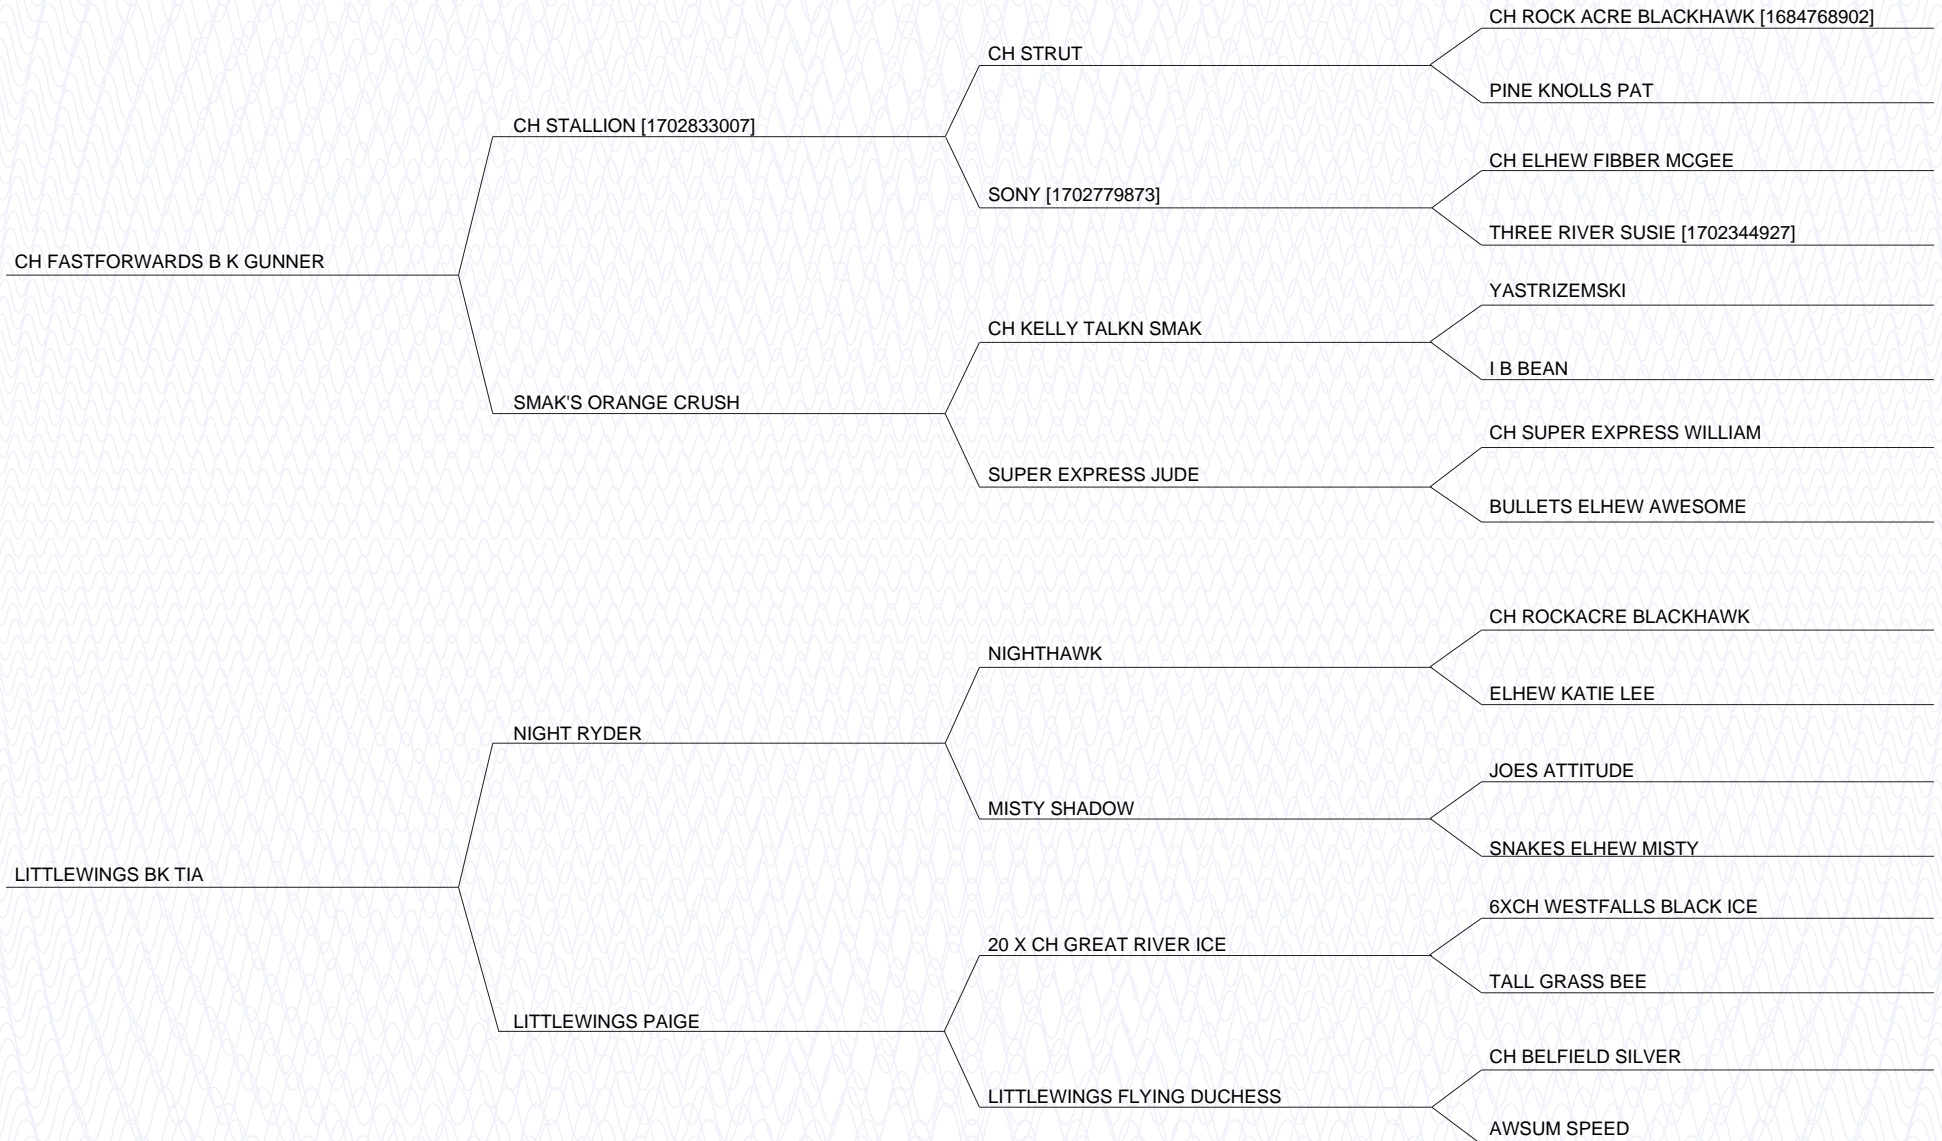 CH ROCK ACRE BLACKHAWK [1684768902]
CH STRUT
PINE KNOLLS PAT
CH STALLION [1702833007]
CH ELHEW FIBBER MCGEE
SONY [1702779873]
THREE RIVER SUSIE [1702344927]
CH FASTFORWARDS B K GUNNER
YASTRIZEMSKI
CH KELLY TALKN SMAK
I B BEAN
SMAK'S ORANGE CRUSH
CH SUPER EXPRESS WILLIAM
SUPER EXPRESS JUDE
BULLETS ELHEW AWESOME
CH ROCKACRE BLACKHAWK
NIGHTHAWK
ELHEW KATIE LEE
NIGHT RYDER
JOES ATTITUDE
MISTY SHADOW
SNAKES ELHEW MISTY
LITTLEWINGS BK TIA
6XCH WESTFALLS BLACK ICE
20 X CH GREAT RIVER ICE
TALL GRASS BEE
LITTLEWINGS PAIGE
CH BELFIELD SILVER
LITTLEWINGS FLYING DUCHESS
AWSUM SPEED